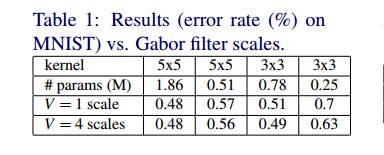 Table 1: Results (error rate (%) on
MNIST) vs. Gabor filter scales.
kernel 5x5 5x5 3x3 3x3
# params (M) 1.86 0.51 0.78 0.25
V = 1 scale 0.48 0.57 0.51 0.7
V = 4 scales 0.48 0.56 0.49 0.63